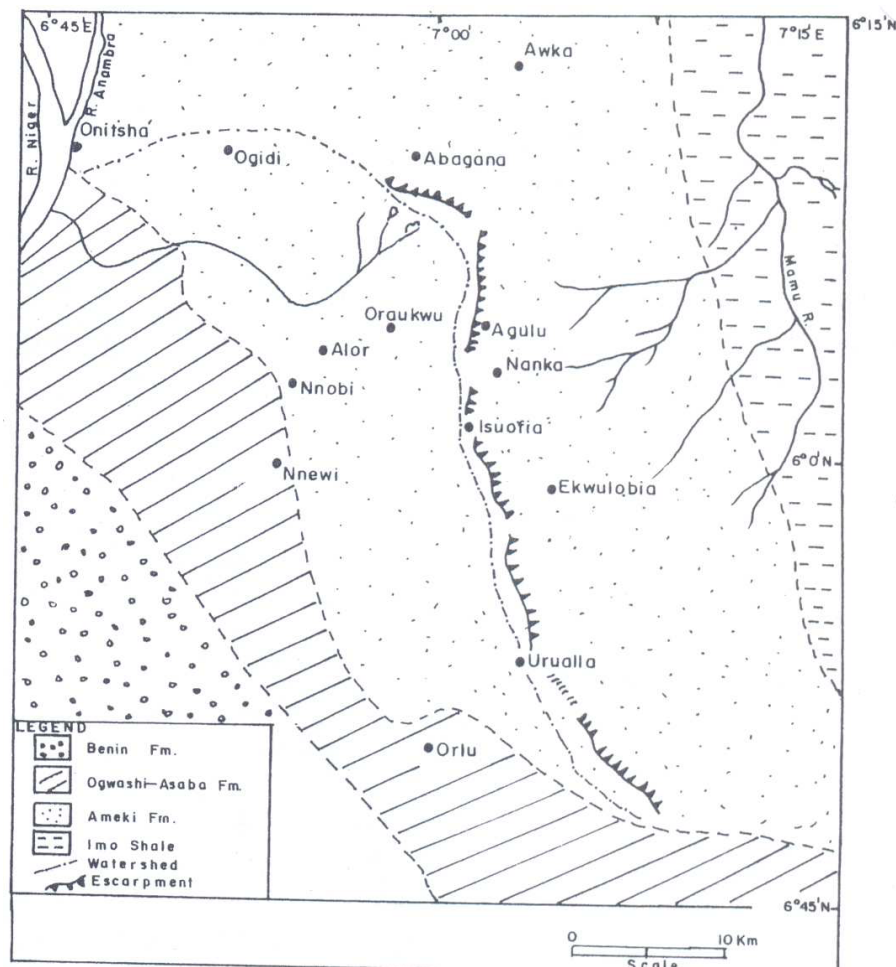 6°45'E
7°00'
7°15'E
6°15'N
R. Niger
R. Anambra
Onitsha
Awka
Ogidi
Abagana
Mamu R.
Oraukwu
Agulu
Alor
Nanka
Nnobi
Isuofia
Nnewi
6°0'N
Ekwulobia
Urualla
Orlu
LEGEND
Benin Fm.
Ogwashi-Asaba Fm.
Ameki Fm.
Imo Shale
Watershed
Escarpment
6°45'N
0 10 Km
Scale